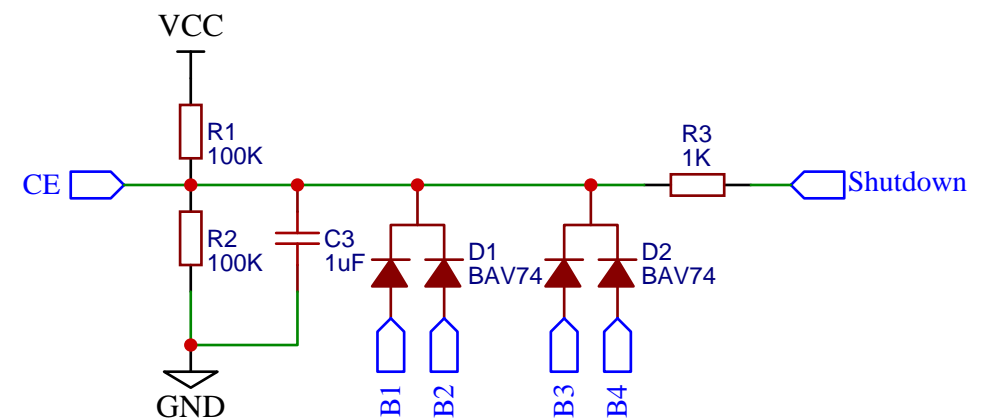 VCC
R1
100K
R3
1K
CE
Shutdown
R2
100K
C3
1uF
D1
BAV74
D2
BAV74
B1
B2
B3
B4
GND